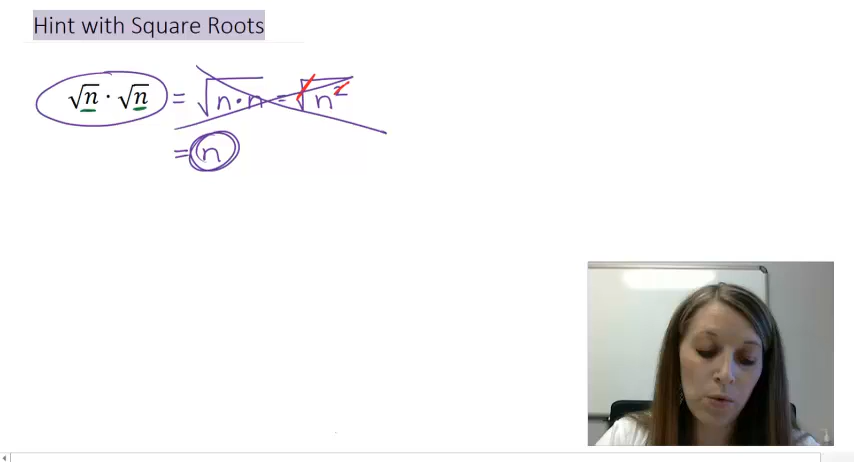 Hint with Square Roots
√n · √n = √n·n = √n²
= n